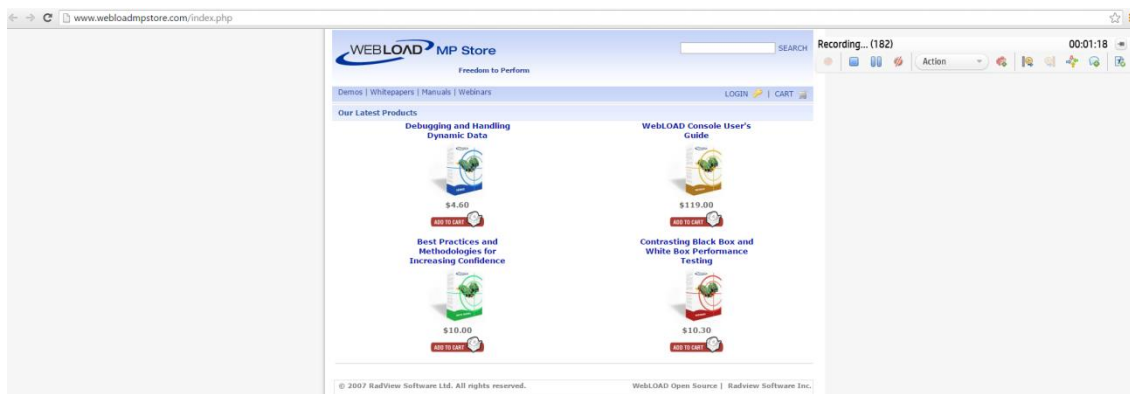 www.webloadmpstore.com/index.php
WEBLOAD MP Store
Freedom to Perform
SEARCH
Recording... (182) 00:01:18
Action
Demos | Whitepapers | Manuals | Webinars
LOGIN | CART
Our Latest Products
Debugging and Handling
Dynamic Data
$4.60
ADD TO CART
WebLOAD Console User's
Guide
$119.00
ADD TO CART
Best Practices and
Methodologies for
Increasing Confidence
$10.00
ADD TO CART
Contrasting Black Box and
White Box Performance
Testing
$10.30
ADD TO CART
© 2007 RadView Software Ltd. All rights reserved.
WebLOAD Open Source | Radview Software Inc.